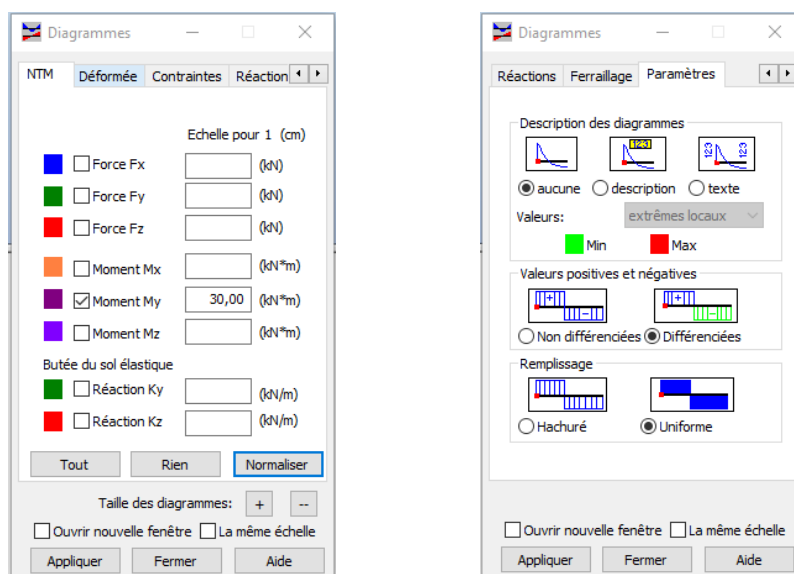 Diagrammes
NTM Déformée Contraintes Réaction
Echelle pour 1 (cm)
Force Fx (kN)
Force Fy (kN)
Force Fz (kN)
Moment Mx (kN*m)
Moment My 30,00 (kN*m)
Moment Mz (kN*m)
Butée du sol élastique
Réaction Ky (kN/m)
Réaction Kz (kN/m)
Tout Rien Normaliser
Taille des diagrammes: + --
Ouvrir nouvelle fenêtre La même échelle
Appliquer Fermer Aide
Diagrammes
Réactions Ferraillage Paramètres
Description des diagrammes
123 123 123
aucune description texte
Valeurs: extrêmes locaux
Min Max
Valeurs positives et négatives
+ - + -
Non différenciées Différenciées
Remplissage
Hachuré Uniforme
Ouvrir nouvelle fenêtre La même échelle
Appliquer Fermer Aide